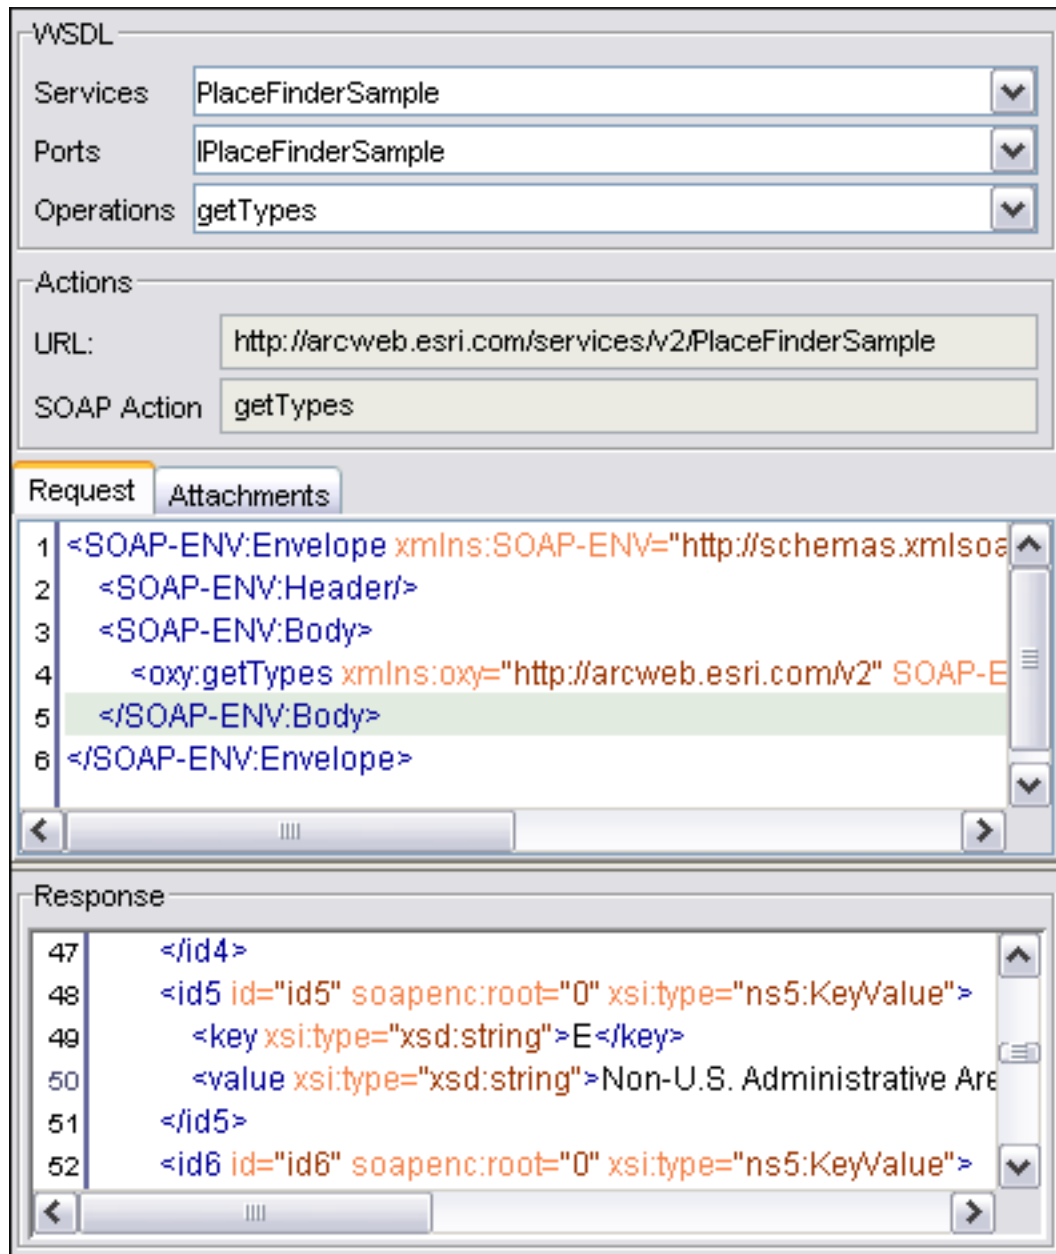 WSDL
Services PlaceFinderSample
Ports IPlaceFinderSample
Operations getTypes
Actions
URL: http://arcweb.esri.com/services/v2/PlaceFinderSample
SOAP Action getTypes
Request Attachments
1 <SOAP-ENV:Envelope xmlns:SOAP-ENV="http://schemas.xmlsoa
2 <SOAP-ENV:Header/>
3 <SOAP-ENV:Body>
4 <oxy:getTypes xmlns:oxy="http://arcweb.esri.com/v2" SOAP-E
5 </SOAP-ENV:Body>
6 </SOAP-ENV:Envelope>
Response
47 </id4>
48 <id5 id="id5" soapenc:root="0" xsi:type="ns5:KeyValue">
49 <key xsi:type="xsd:string">E</key>
50 <value xsi:type="xsd:string">Non-U.S. Administrative Are
51 </id5>
52 <id6 id="id6" soapenc:root="0" xsi:type="ns5:KeyValue">